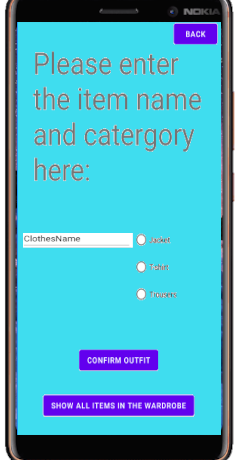 NOKIA
BACK
Please enter
the item name
and catergory
here:
ClothesName
Jacket
T-shirt
Trousers
CONFIRM OUTFIT
SHOW ALL ITEMS IN THE WARDROBE